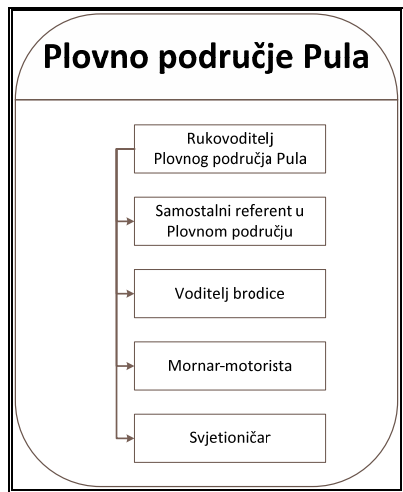 Plovno područje Pula
Rukovoditelj
Plovnog područja Pula
Samostalni referent u
Plovnom području
Voditelj brodice
Mornar-motorista
Svjetioničar